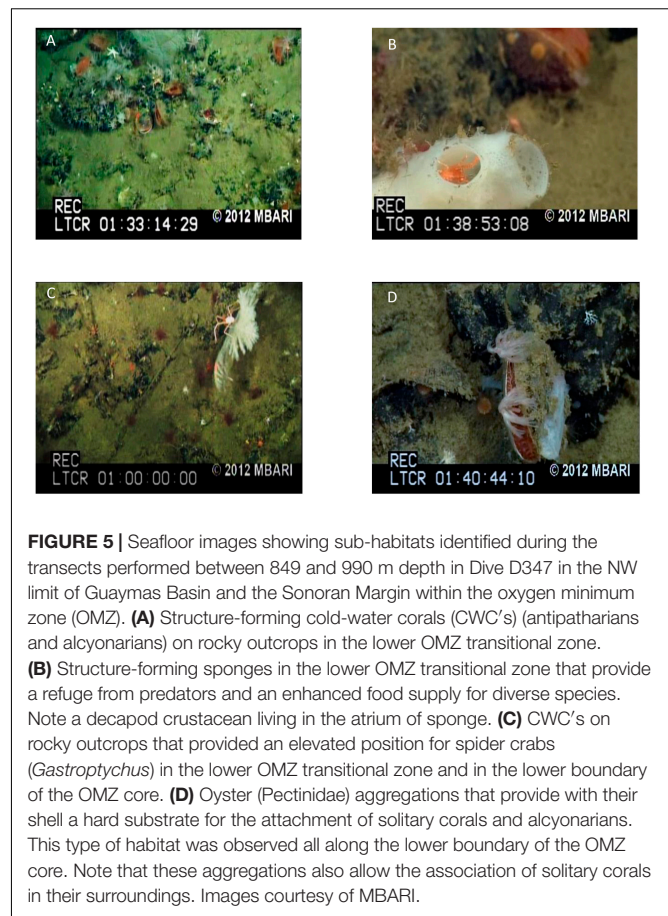 A
REC
LTCR 01:33:14:29 © 2012 MBARI
B
REC
LTCR 01:38:53:08 © 2012 MBARI
C
REC
LTCR 01:00:00:00 © 2012 MBARI
D
REC
LTCR 01:40:44:10 © 2012 MBARI
FIGURE 5 | Seafloor images showing sub-habitats identified during the
transects performed between 849 and 990 m depth in Dive D347 in the NW
limit of Guaymas Basin and the Sonoran Margin within the oxygen minimum
zone (OMZ). (A) Structure-forming cold-water corals (CWC′s) (antipatharians
and alcyonarians) on rocky outcrops in the lower OMZ transitional zone.
(B) Structure-forming sponges in the lower OMZ transitional zone that provide
a refuge from predators and an enhanced food supply for diverse species.
Note a decapod crustacean living in the atrium of sponge. (C) CWC′s on
rocky outcrops that provided an elevated position for spider crabs
(Gastroptychus) in the lower OMZ transitional zone and in the lower boundary
of the OMZ core. (D) Oyster (Pectinidae) aggregations that provide with their
shell a hard substrate for the attachment of solitary corals and alcyonarians.
This type of habitat was observed all along the lower boundary of the OMZ
core. Note that these aggregations also allow the association of solitary corals
in their surroundings. Images courtesy of MBARI.